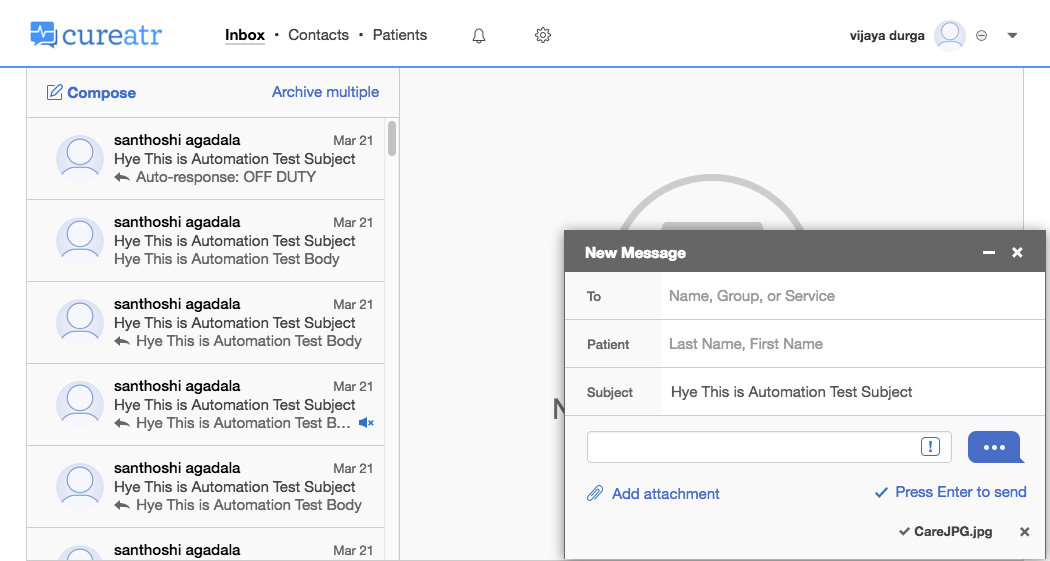 cureatr
Inbox • Contacts • Patients
vijaya durga
Compose
Archive multiple
santhoshi agadala Mar 21
Hye This is Automation Test Subject
Auto-response: OFF DUTY
santhoshi agadala Mar 21
Hye This is Automation Test Subject
Hye This is Automation Test Body
santhoshi agadala Mar 21
Hye This is Automation Test Subject
Hye This is Automation Test Body
santhoshi agadala Mar 21
Hye This is Automation Test Subject
Hye This is Automation Test B...
santhoshi agadala Mar 21
Hye This is Automation Test Subject
Hye This is Automation Test Body
santhoshi agadala Mar 21
New Message
To Name, Group, or Service
Patient Last Name, First Name
Subject Hye This is Automation Test Subject
!
Add attachment
Press Enter to send
CareJPG.jpg